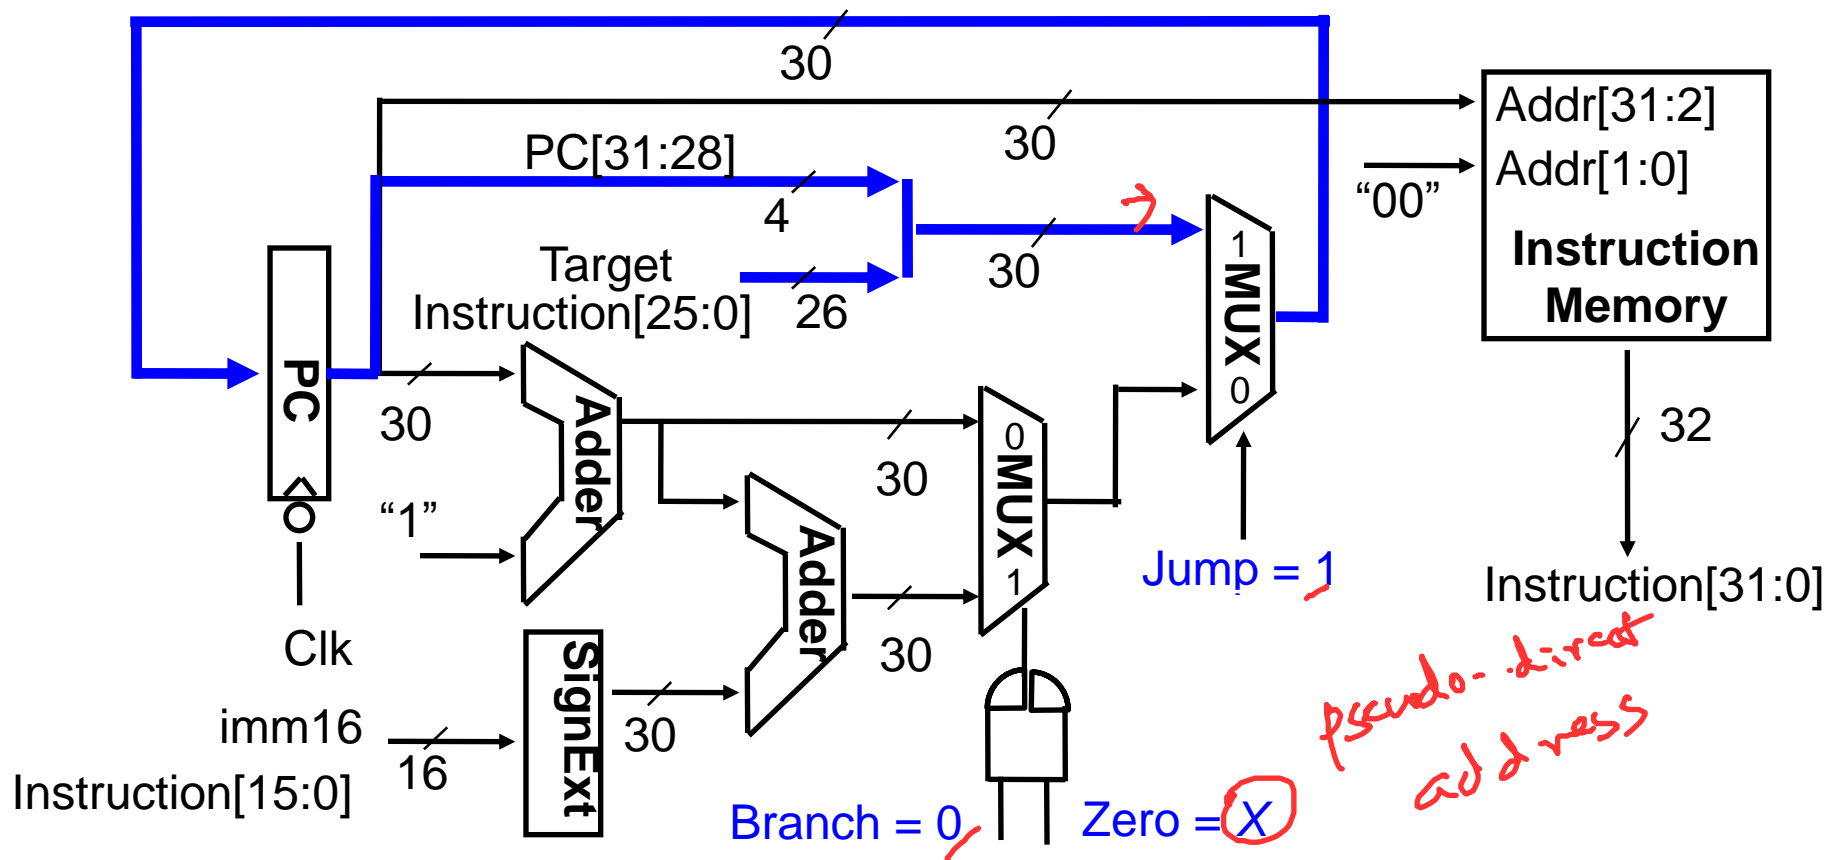 30
30
Addr[31:2]
PC[31:28]
4
“00”
Addr[1:0]
Instruction
Memory
Target
Instruction[25:0]
26
30
1
MUX
0
PC
30
Adder
30
0
MUX
1
32
“1”
Adder
Jump = 1
Instruction[31:0]
Clk
SignExt
30
30
imm16
16
Instruction[15:0]
Branch = 0
Zero = X
pseudo-direct
address